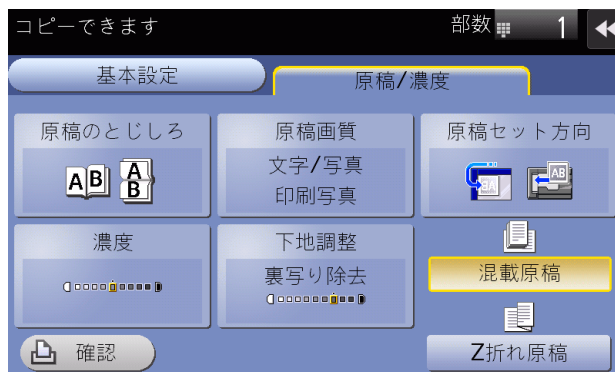 コピーできます
部数 1
基本設定
原稿/濃度
原稿のとじしろ
原稿画質
原稿セット方向
文字/写真
印刷写真
濃度
下地調整
裏写り除去
混載原稿
確認
Z折れ原稿